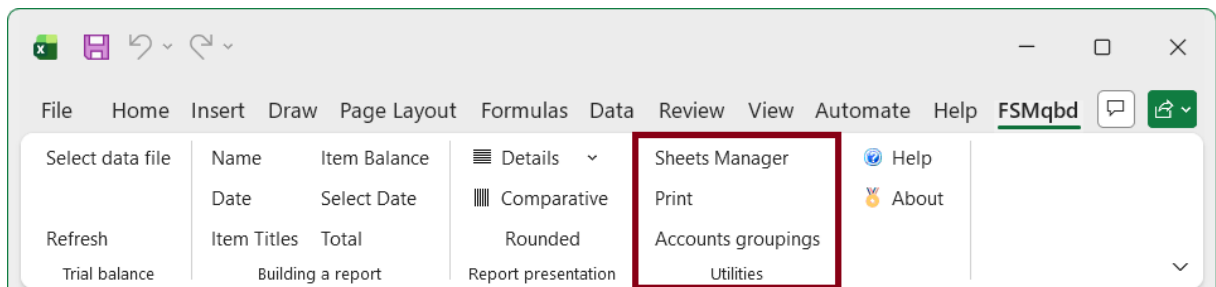 File Home Insert Draw Page Layout Formulas Data Review View Automate Help FSMqbd
Select data file Name Item Balance Details Sheets Manager Help
Date Select Date Comparative Print About
Refresh Item Titles Total Rounded Accounts groupings
Trial balance Building a report Report presentation Utilities